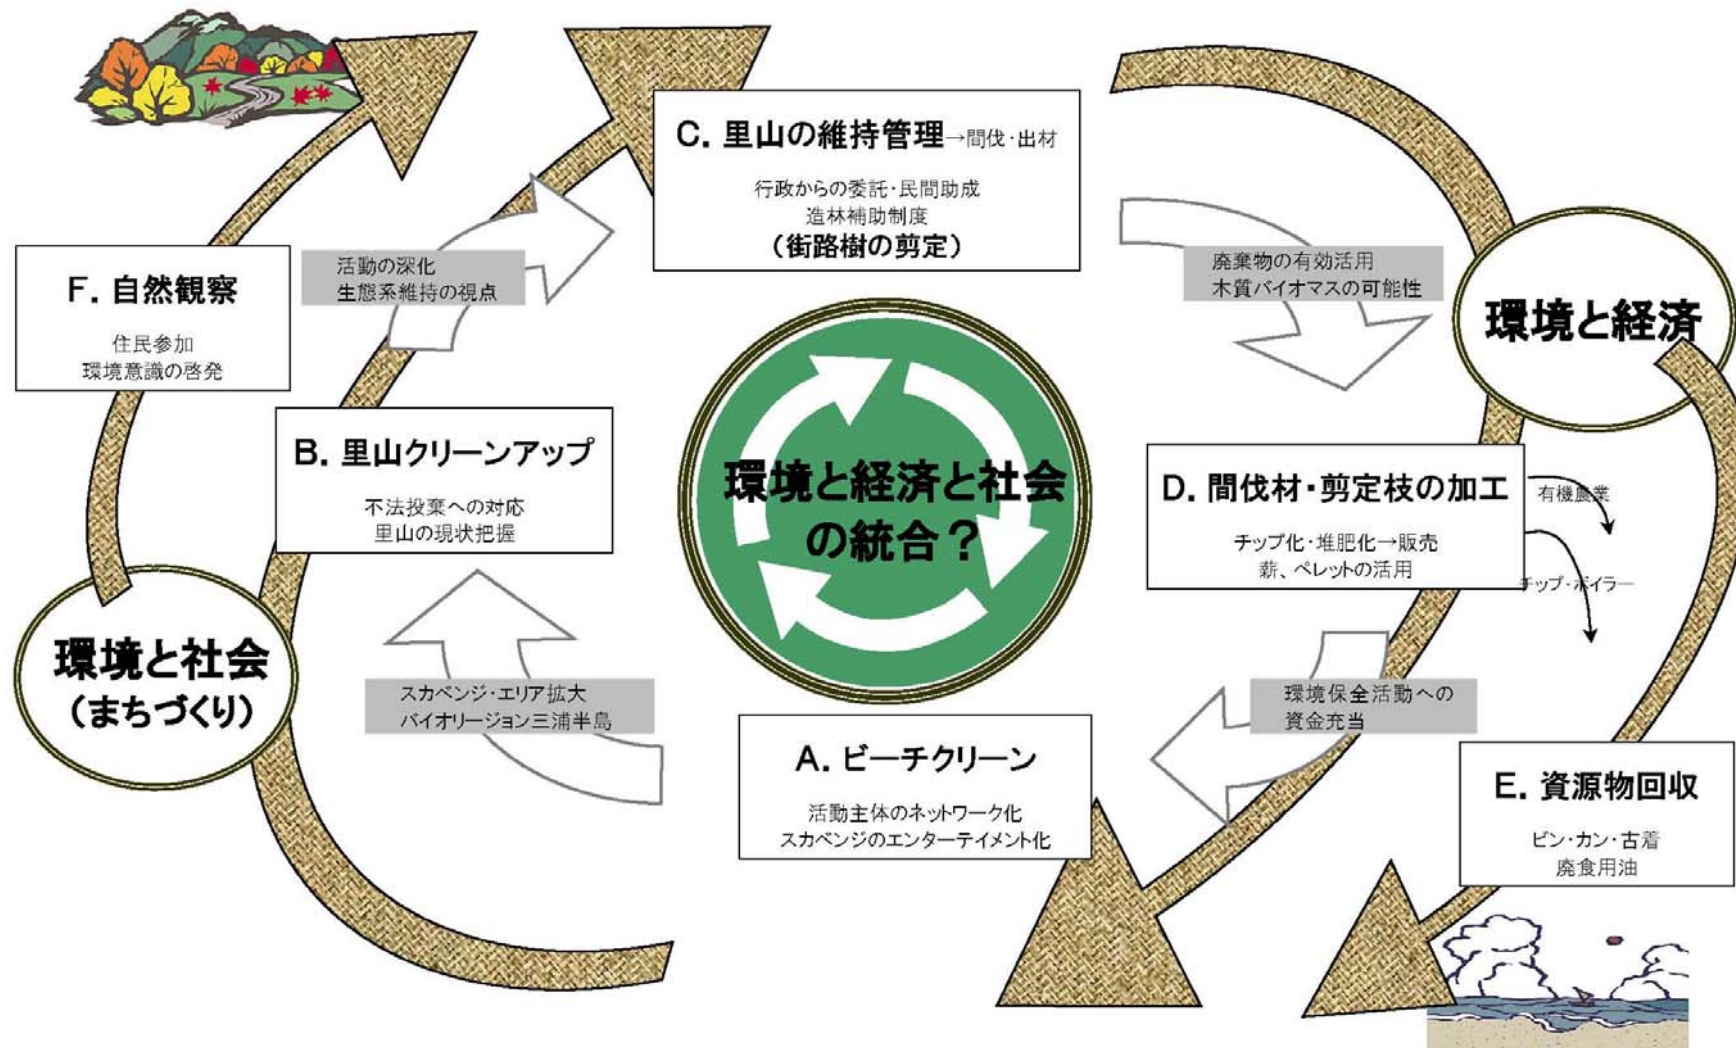 C. 里山の維持管理→間伐・出材
行政からの委託・民間助成
造林補助制度
(街路樹の剪定)
F. 自然観察
住民参加
環境意識の啓発
活動の深化
生態系維持の視点
廃棄物の有効活用
木質バイオマスの可能性
環境と経済
B. 里山クリーンアップ
不法投棄への対応
里山の現状把握
環境と経済と社会
の統合?
D. 間伐材・剪定枝の加工
チップ化・堆肥化→販売
薪、ペレットの活用
有機農業
チップ・ボイラー
環境と社会
(まちづくり)
スカベンジ・エリア拡大
バイオリージョン三浦半島
環境保全活動への
資金充当
A. ビーチクリーン
活動主体のネットワーク化
スカベンジのエンターテイメント化
E. 資源物回収
ビン・カン・古着
廃食用油